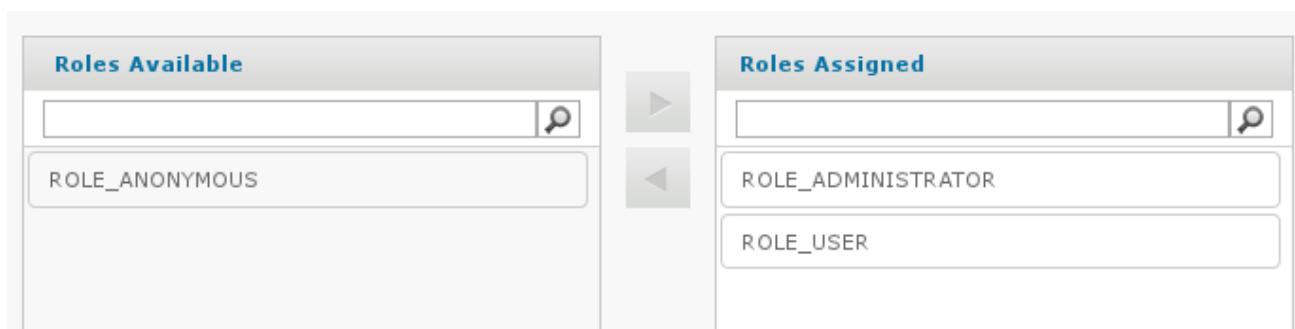 Roles Available
ROLE_ANONYMOUS
Roles Assigned
ROLE_ADMINISTRATOR
ROLE_USER